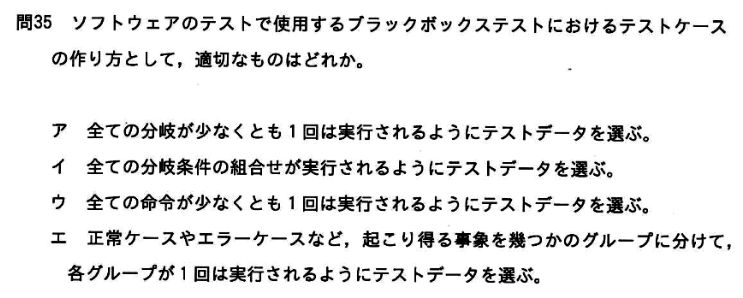 問35 ソフトウェアのテストで使用するブラックボックステストにおけるテストケース
の作り方として，適切なものはどれか。
ア 全ての分岐が少なくとも１回は実行されるようにテストデータを選ぶ。
イ 全ての分岐条件の組合せが実行されるようにテストデータを選ぶ。
ウ 全ての命令が少なくとも１回は実行されるようにテストデータを選ぶ。
エ 正常ケースやエラーケースなど，起こり得る事象を幾つかのグループに分けて，
各グループが１回は実行されるようにテストデータを選ぶ。